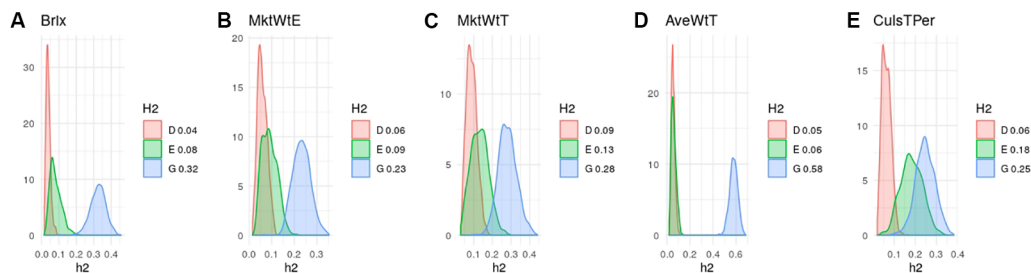 A Brix
30
20
10
0
0.0 0.1 0.2 0.3 0.4
h2
H2
D 0.04
E 0.08
G 0.32
B MktWtE
20
15
10
5
0
0.0 0.1 0.2 0.3
h2
H2
D 0.06
E 0.09
G 0.23
C MktWtT
10
5
0
0.1 0.2 0.3 0.4
h2
H2
D 0.09
E 0.13
G 0.28
D AveWtT
20
10
0
0.0 0.2 0.4 0.6
h2
H2
D 0.05
E 0.06
G 0.58
E CulsTPer
15
10
5
0
0.0 0.1 0.2 0.3 0.4
h2
H2
D 0.06
E 0.18
G 0.25